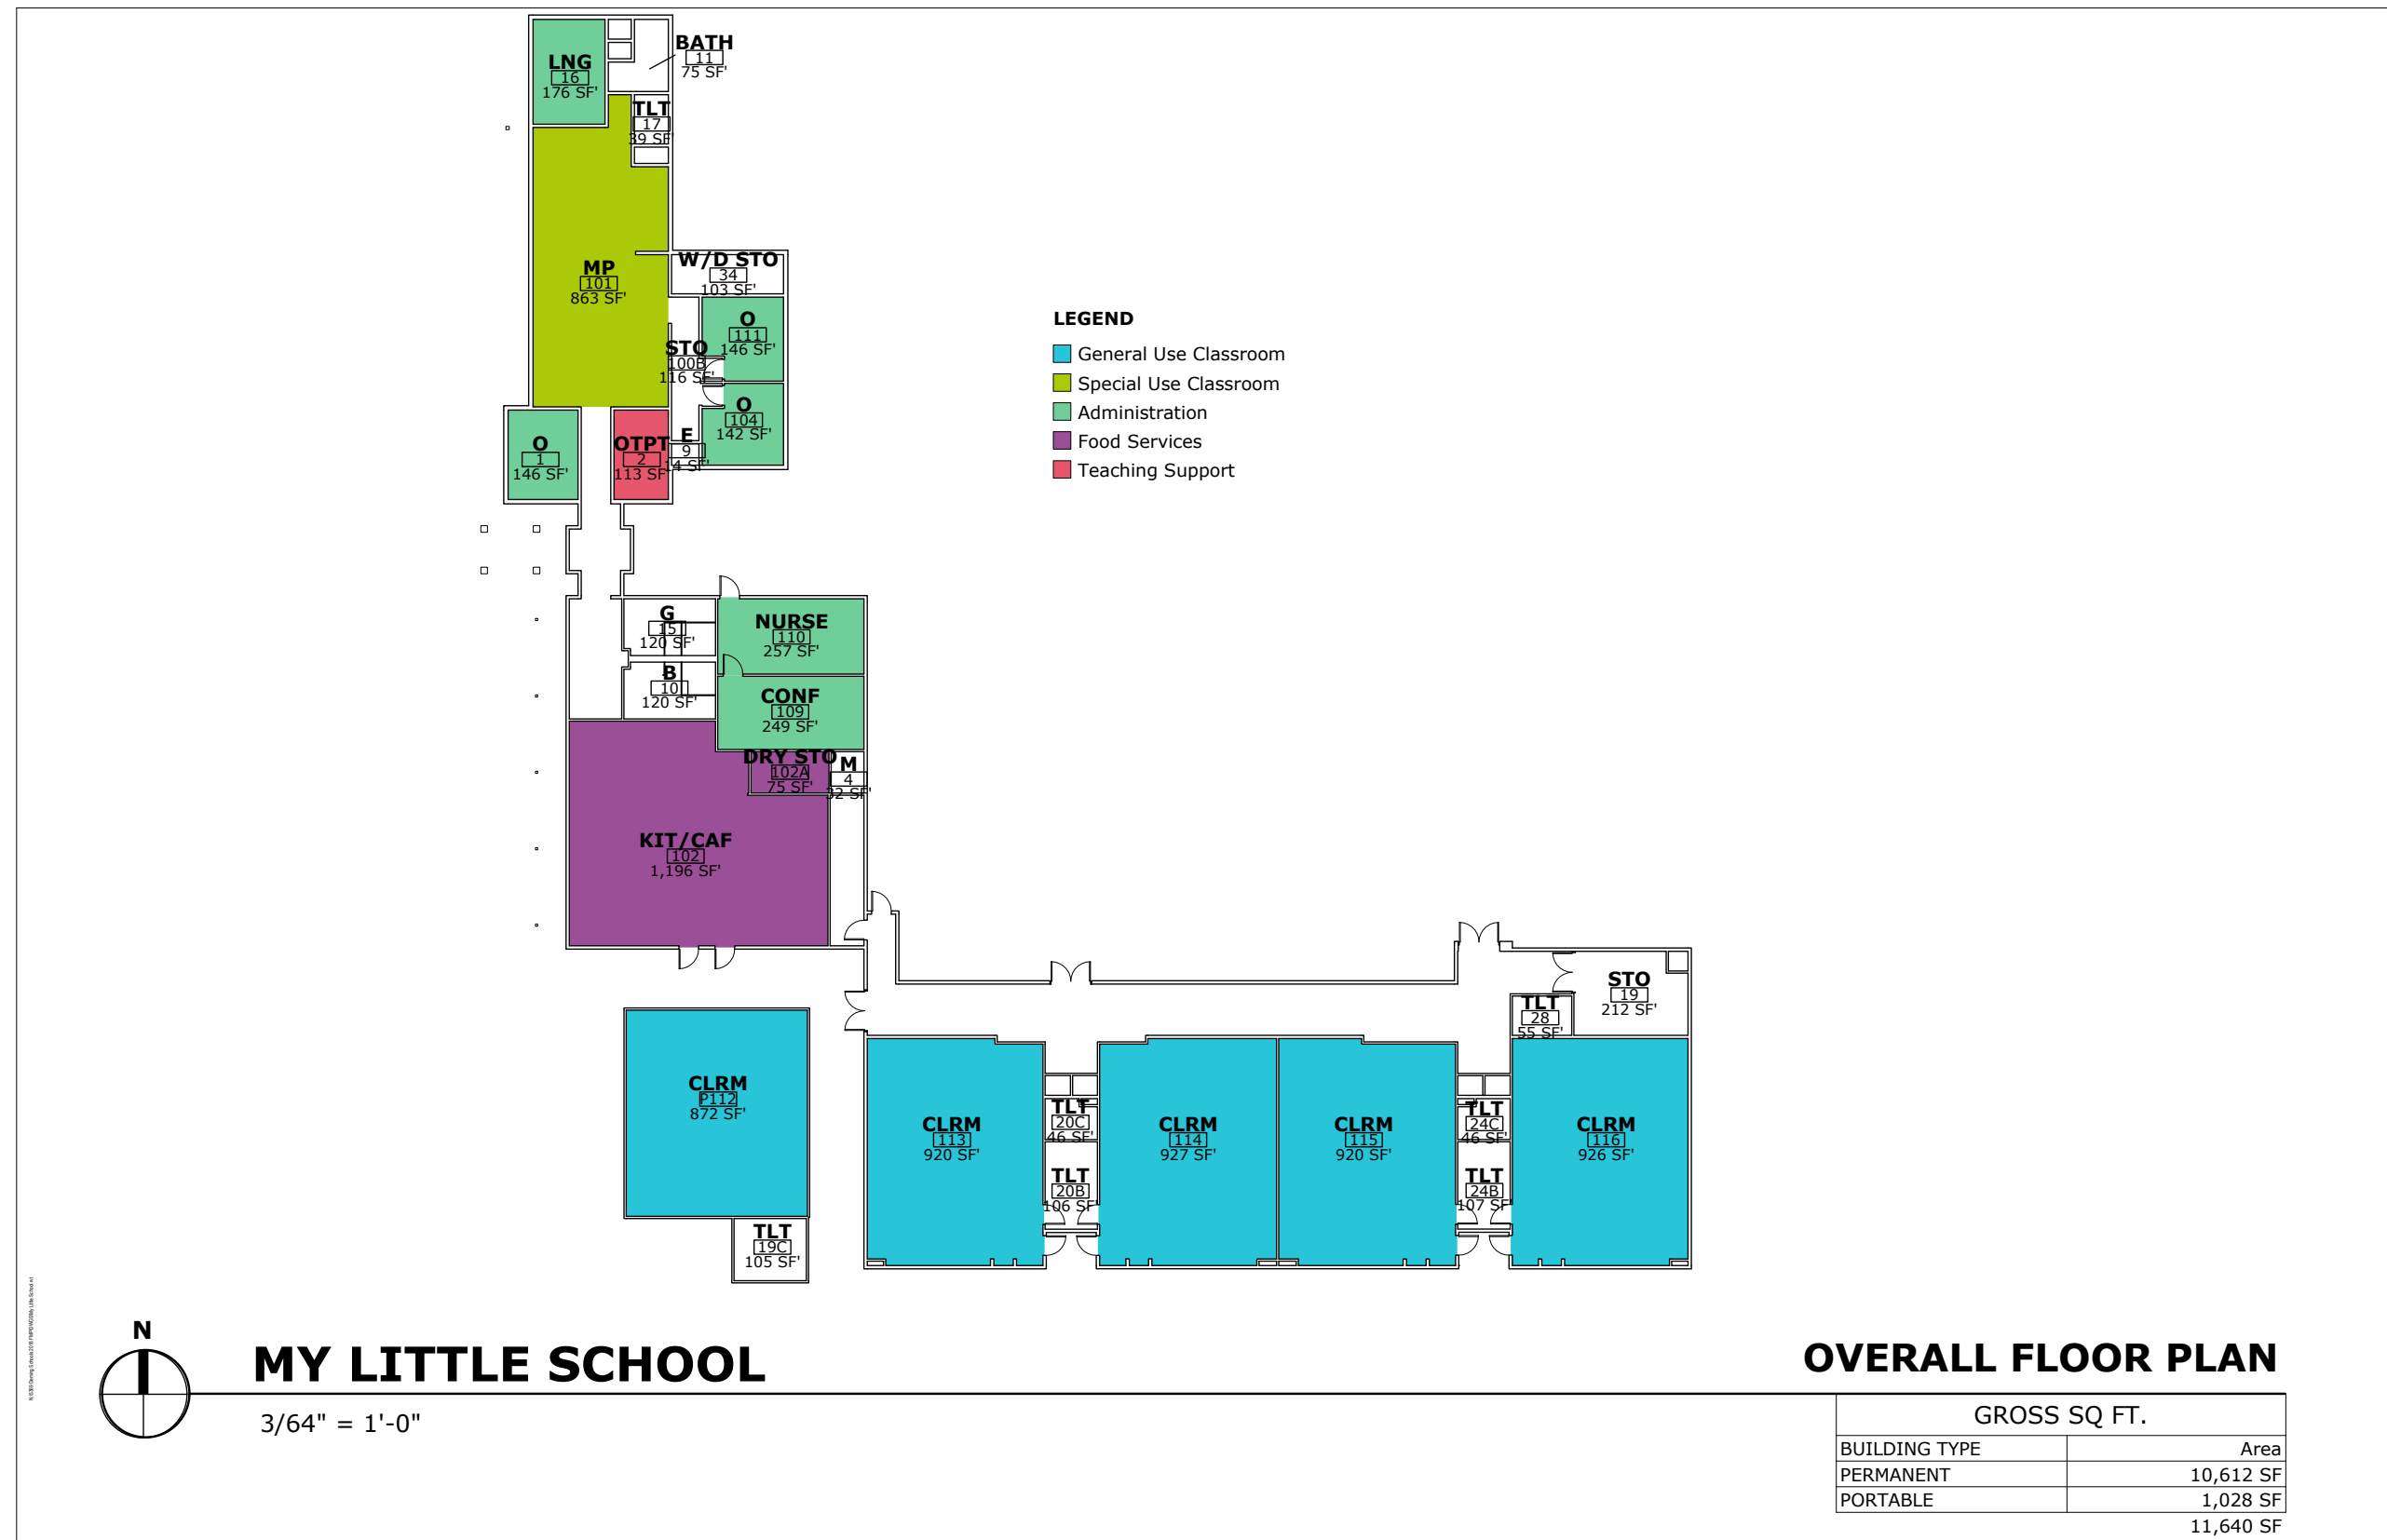 LNG
16
176 SF'
BATH
11
75 SF'
TLT
17
39 SF'
MP
101
863 SF'
W/D STO
34
103 SF'
O
111
146 SF'
STO
100B
116 SF'
O
104
142 SF'
O
1
146 SF'
OTPT
2
113 SF'
E
9
14 SF'
LEGEND
General Use Classroom
Special Use Classroom
Administration
Food Services
Teaching Support
G
15
120 SF'
NURSE
110
257 SF'
B
10
120 SF'
CONF
109
249 SF'
DRY STO
102A
75 SF'
M
4
32 SF'
KIT/CAF
102
1,196 SF'
STO
19
212 SF'
TLT
28
55 SF'
CLRM
P112
872 SF'
CLRM
113
920 SF'
TLT
20C
46 SF'
TLT
20B
106 SF'
CLRM
114
927 SF'
CLRM
115
920 SF'
TLT
24C
46 SF'
TLT
24B
107 SF'
CLRM
116
926 SF'
TLT
19C
105 SF'
N
MY LITTLE SCHOOL
3/64" = 1'-0"
OVERALL FLOOR PLAN
GROSS SQ FT.
BUILDING TYPE Area
PERMANENT 10,612 SF
PORTABLE 1,028 SF
11,640 SF